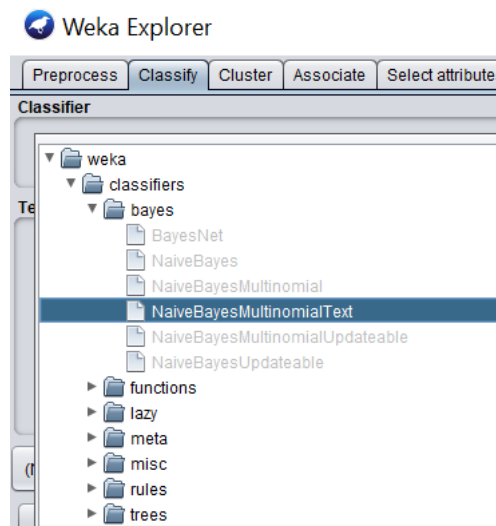 Weka Explorer
Preprocess Classify Cluster Associate Select attribute
Classifier
weka
classifiers
Te
bayes
BayesNet
NaiveBayes
NaiveBayesMultinomial
NaiveBayesMultinomialText
NaiveBayesMultinomialUpdateable
NaiveBayesUpdateable
functions
lazy
meta
misc
(N
rules
trees